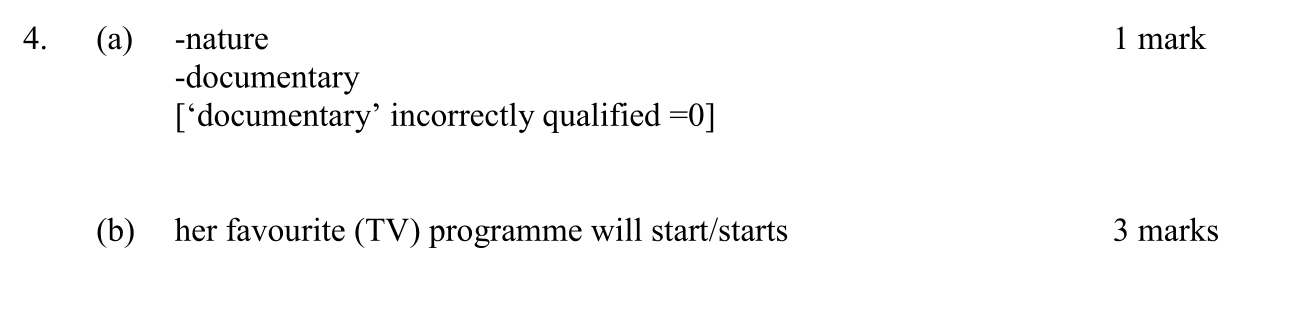 4. (a) -nature 1 mark
-documentary
[‘documentary’ incorrectly qualified =0]
(b) her favourite (TV) programme will start/starts 3 marks